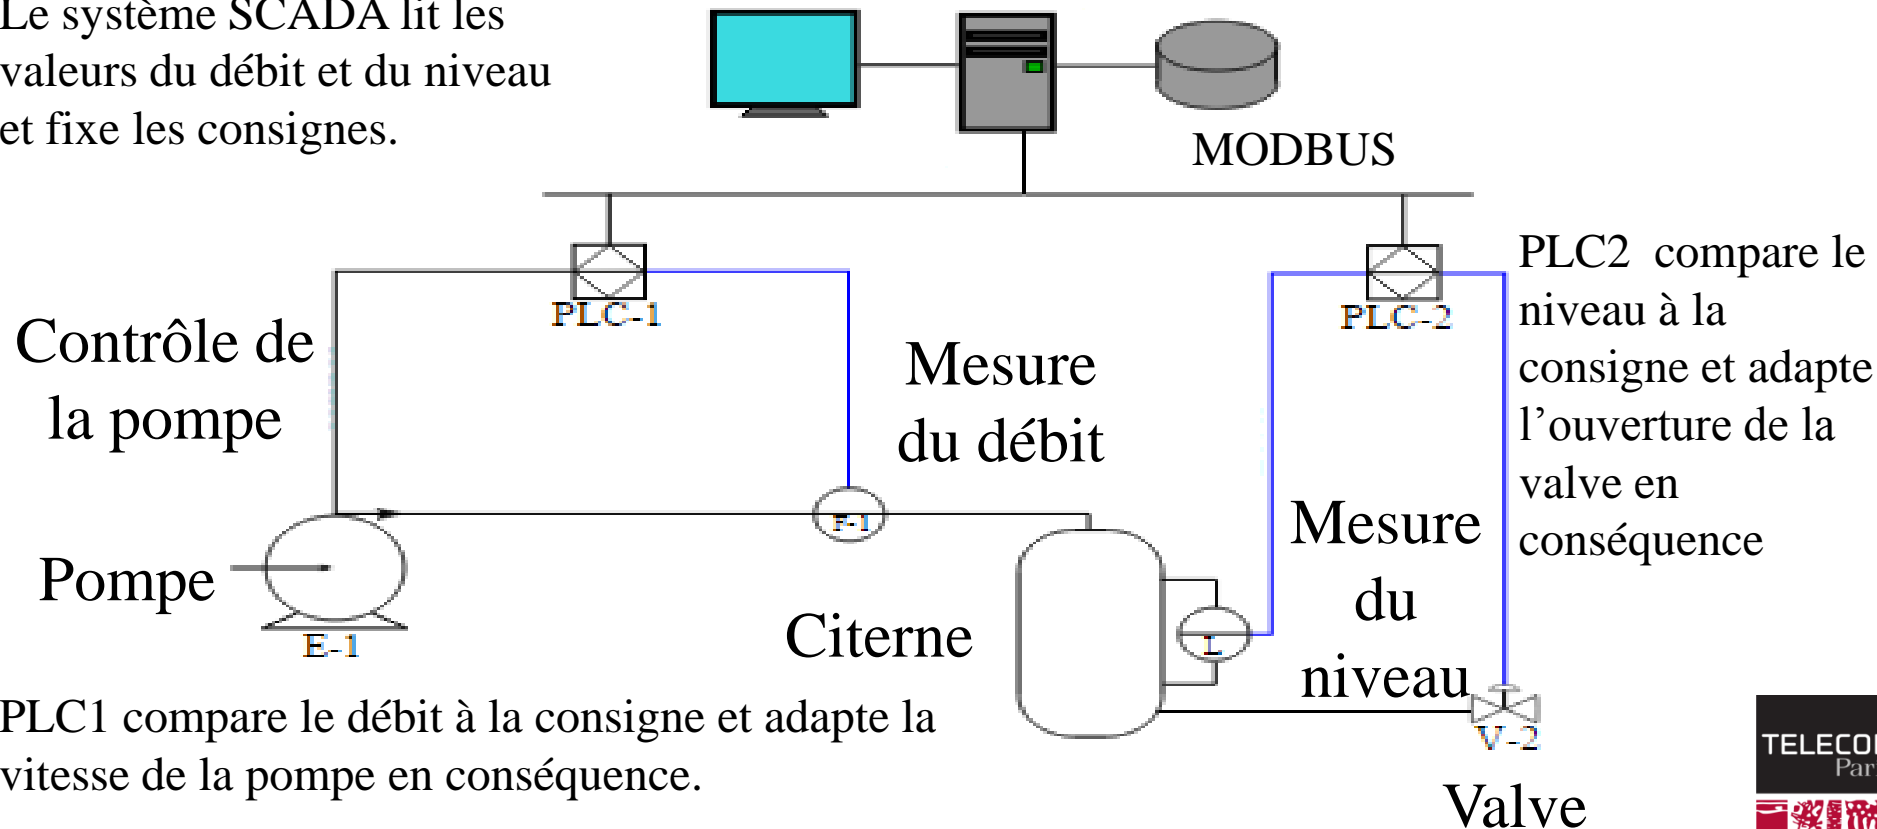 Le système SCADA lit les
valeurs du débit et du niveau
et fixe les consignes.
MODBUS
PLC-1
PLC-2
PLC2 compare le
niveau à la
consigne et adapte
l’ouverture de la
valve en
conséquence
Contrôle de
la pompe
Mesure
du débit
F-1
Mesure
du
niveau
Pompe
E-1
Citerne
L
V-2
Valve
PLC1 compare le débit à la consigne et adapte la
vitesse de la pompe en conséquence.